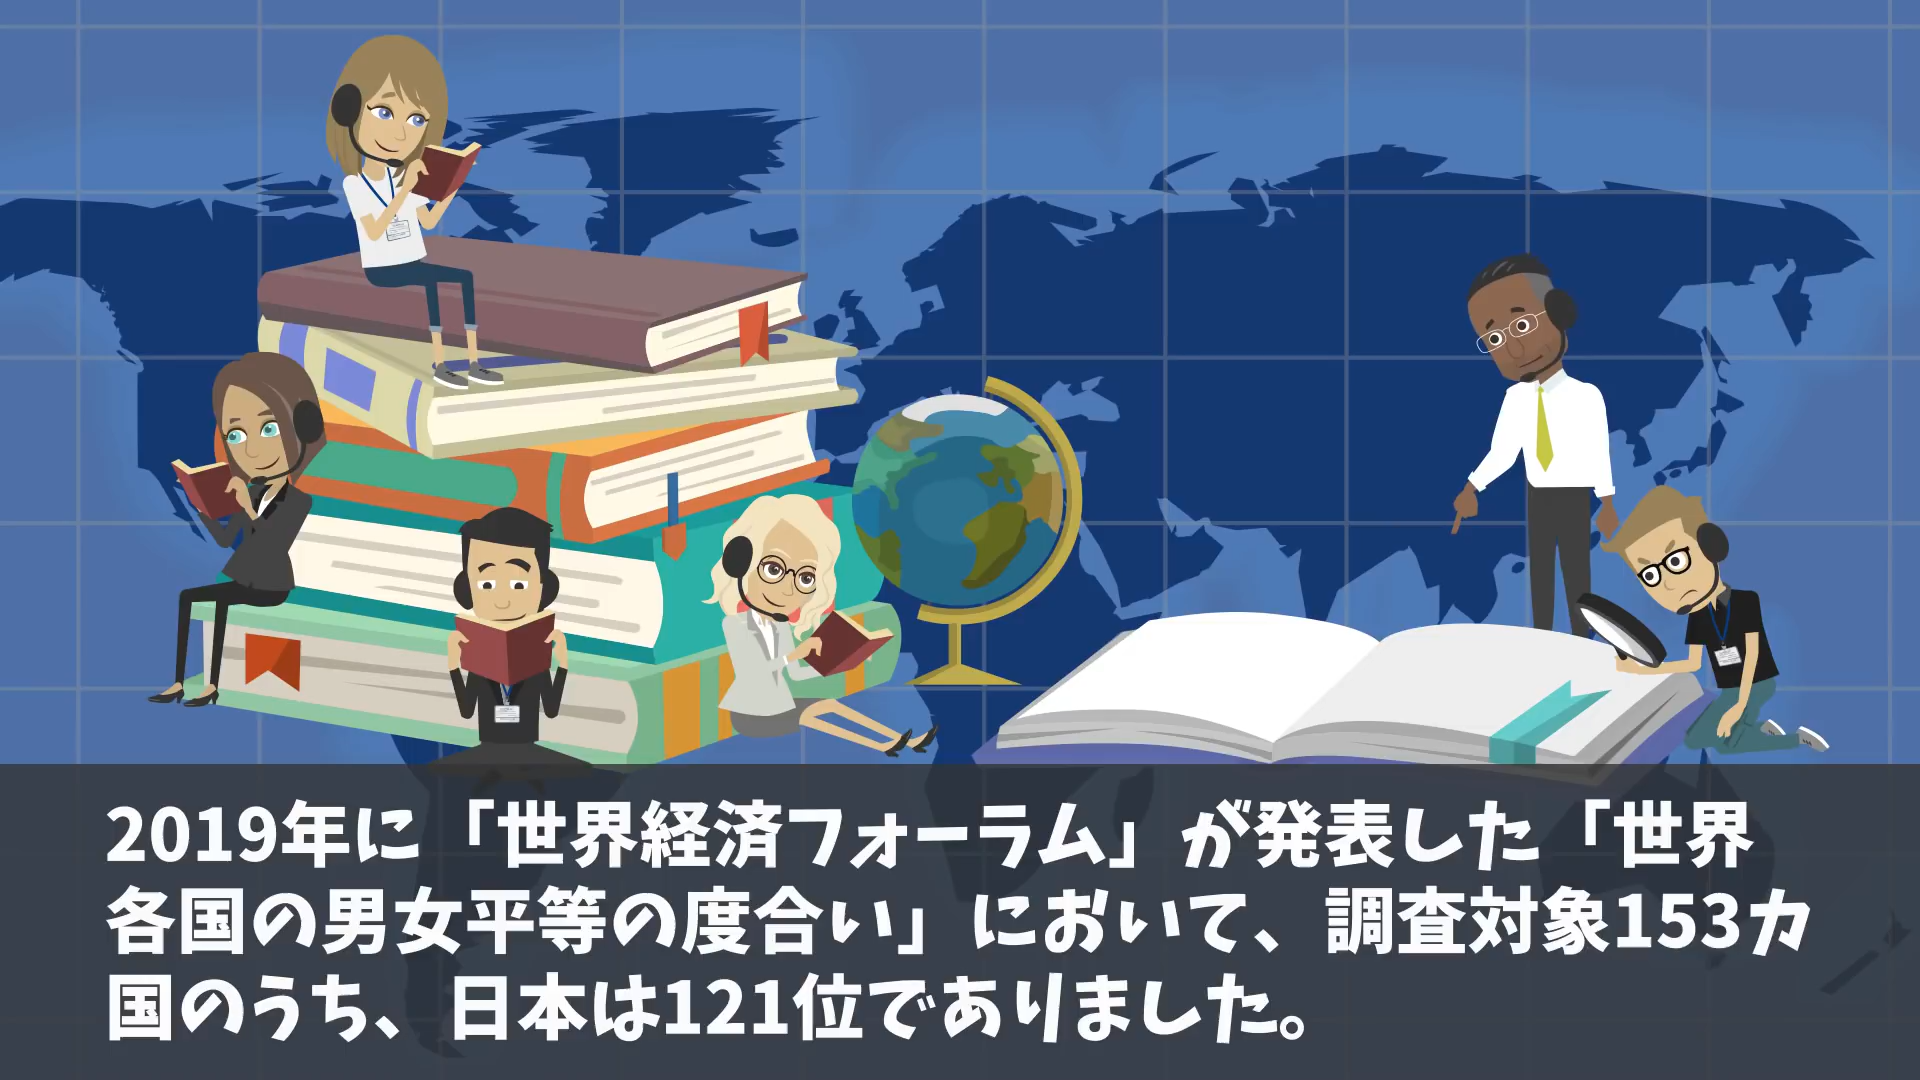 2019年に「世界経済フォーラム」が発表した「世界
各国の男女平等の度合い」において、調査対象153カ
国のうち、日本は121位でありました。